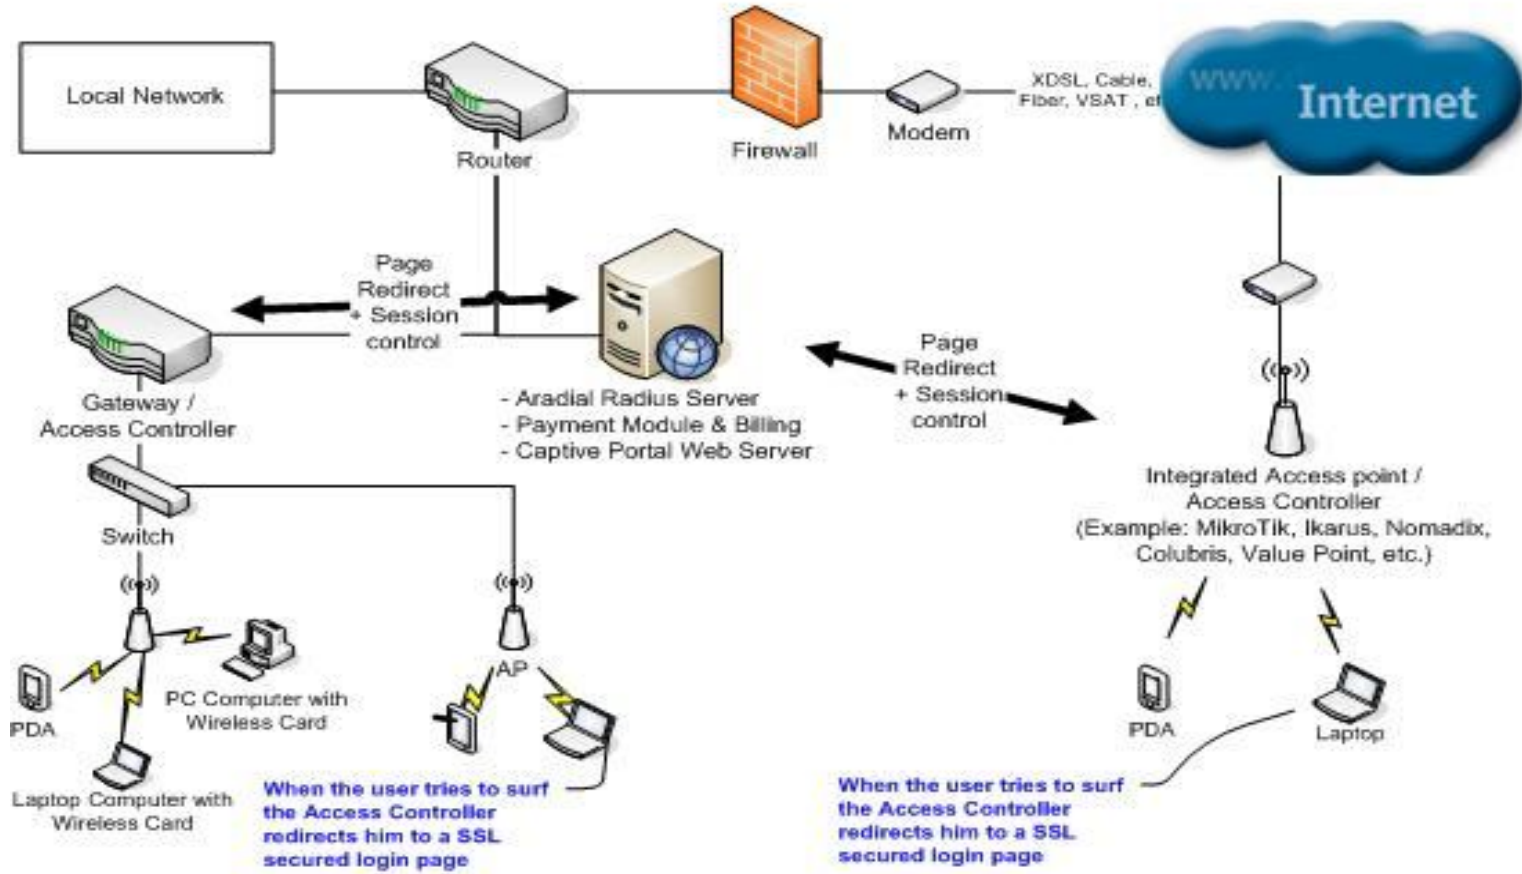 Local Network
Router
Firewall
Modem
XDSL, Cable,
Fiber, VSAT , et
www.
Internet
Page
Redirect
+ Session
control
Gateway /
Access Controller
- Aradial Radius Server
- Payment Module & Billing
- Captive Portal Web Server
Page
Redirect
+ Session
control
Integrated Access point /
Access Controller
(Example: MikroTik, Ikarus, Nomadix,
Colubris, Value Point, etc.)
Switch
PDA
PC Computer with
Wireless Card
Laptop Computer with
Wireless Card
AP
When the user tries to surf
the Access Controller
redirects him to a SSL
secured login page
PDA
Laptop
When the user tries to surf
the Access Controller
redirects him to a SSL
secured login page